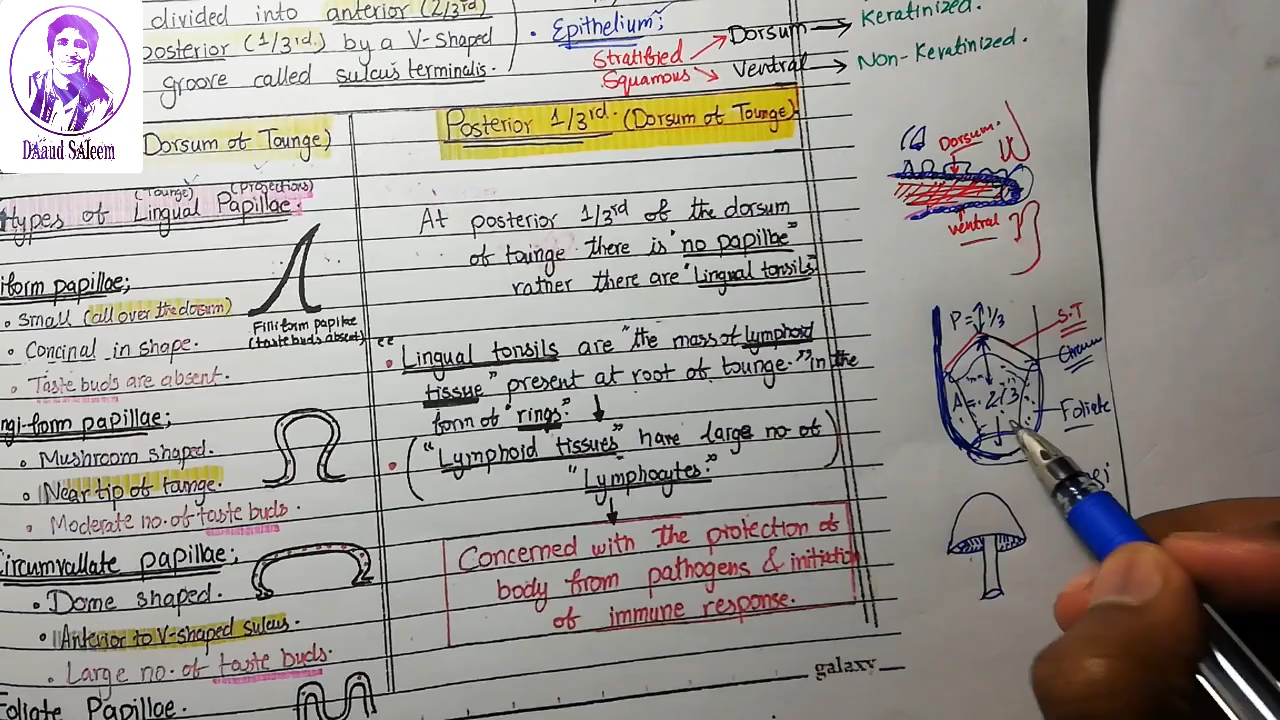 divided into anterior (2/3rd)
posterior (1/3rd.) by a V-shaped
groove called sulcus terminalis.
• Epithelium;
Stratified
Squamous
Dorsum → Keratinized.
Ventral → Non-Keratinized.
DAaud SAleem
Dorsum of Tounge)
Posterior 1/3rd. (Dorsum of Tounge)
(Tounge) (projections)
types of Lingual Papillae.
iform papillae;
• Small (all over the dorsum)
• Concinal in shape.
• Taste buds are absent.
Filliform papillae
(taste buds absent)
ngi-form papillae;
• Mushroom shaped.
• Near tip of tounge.
• Moderate no. of taste buds.
Circumvallate papillae;
• Dome shaped.
• Anterior to V-shaped sulcus.
• Large no. of taste buds.
Foliate Papillae.
At posterior 1/3rd of the dorsum
of tounge there is "no papillae"
rather there are "Lingual tonsils"
• Lingual tonsils are "the mass of lymphoid
tissue" present at root of tounge." in the
form of "rings".
• ("Lymphoid tissues" have large no of
"Lymphocytes.")
Concerned with the protection of
body from pathogens & initiation
of immune response.
galaxy
Dorsum.
ventral
P = 1/3
S.T
Circum
A = 2/3
Foliate